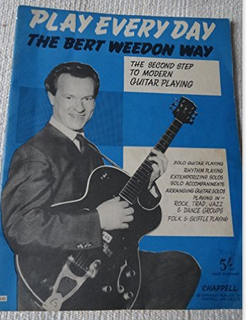 PLAY EVERY DAY
THE BERT WEEDON WAY
THE SECOND STEP
TO MODERN
GUITAR PLAYING
SOLO GUITAR PLAYING
RHYTHM PLAYING
EXTEMPORIZING SOLOS
SOLO ACCOMPANIMENTS
ARRANGING GUITAR SOLOS
PLAYING IN—
ROCK, TRAD, JAZZ
& DANCE GROUPS
FOLK & SKIFFLE PLAYING
5/-
CHAPPELL